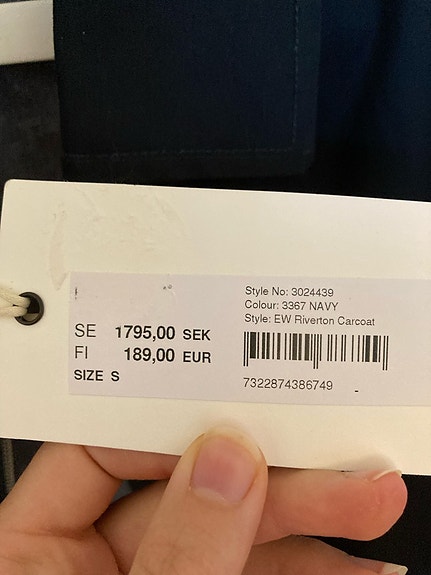 Style No: 3024439
Colour: 3367 NAVY
Style: EW Riverton Carcoat
SE 1795,00 SEK
FI 189,00 EUR
SIZE S
7322874386749